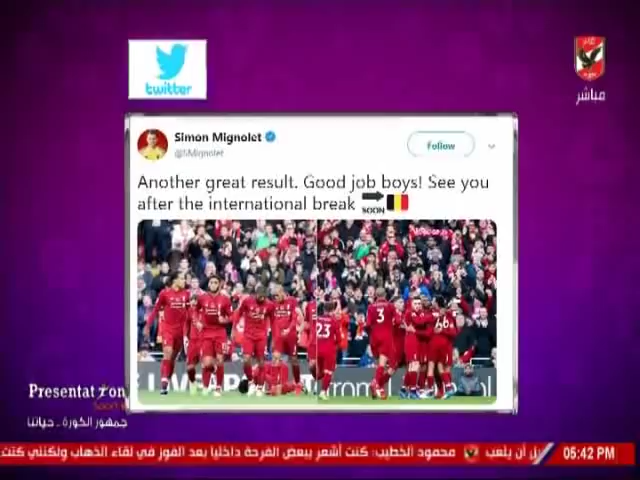 twitter
مباشر
Simon Mignolet
@SMignolet
Follow
Another great result. Good job boys! See you
after the international break SOON
3
23
66
Presentation
جمهور الكورة - حياتنا
أن يلعب محمود الخطيب: كنت أشعر ببعض الفرحة داخليا بعد الفوز في لقاء الذهاب ولكنني كنت
05:42 PM